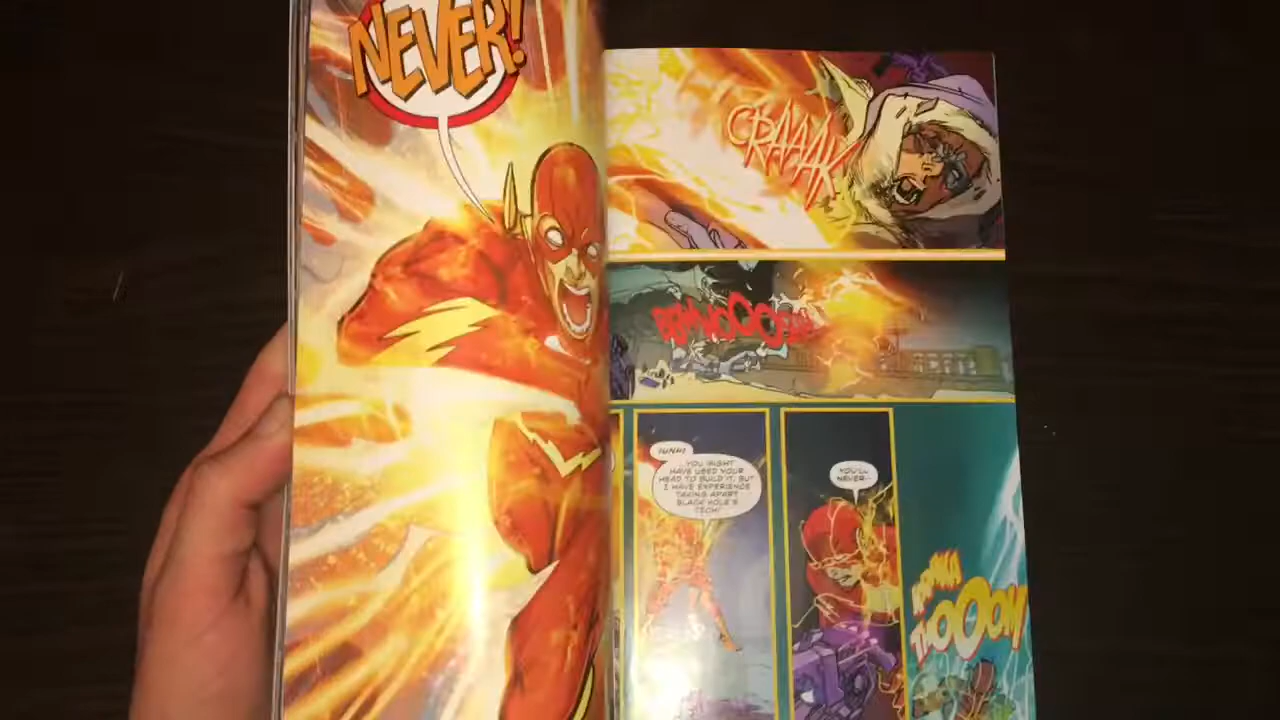 NEVER!
CRAAAK
UNNH!
YOU MIGHT
HAVE USED YOUR
HEAD TO BUILD IT, BUT
I HAVE EXPERIENCE
TAKING APART
BLACK HOLE'S
TECH!
YOU'LL
NEVER--
THOOOM